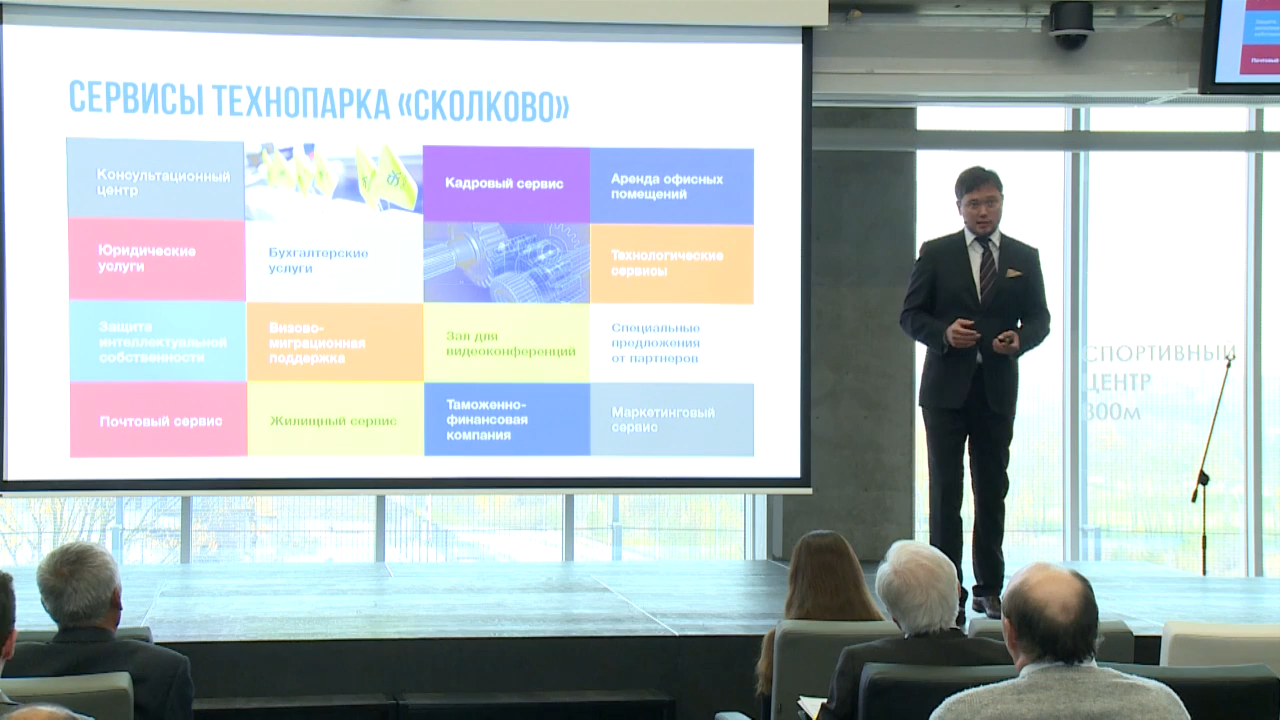 СЕРВИСЫ ТЕХНОПАРКА «СКОЛКОВО»
Консультационный
центр
Кадровый сервис
Аренда офисных
помещений
Юридические
услуги
Бухгалтерские
услуги
Технологические
сервисы
Защита
интеллектуальной
собственности
Визово-
миграционная
поддержка
Зал для
видеоконференций
Специальные
предложения
от партнеров
Почтовый сервис
Жилищный сервис
Таможенно-
финансовая
компания
Маркетинговый
сервис
СПОРТИВНЫЙ
ЦЕНТР
300м